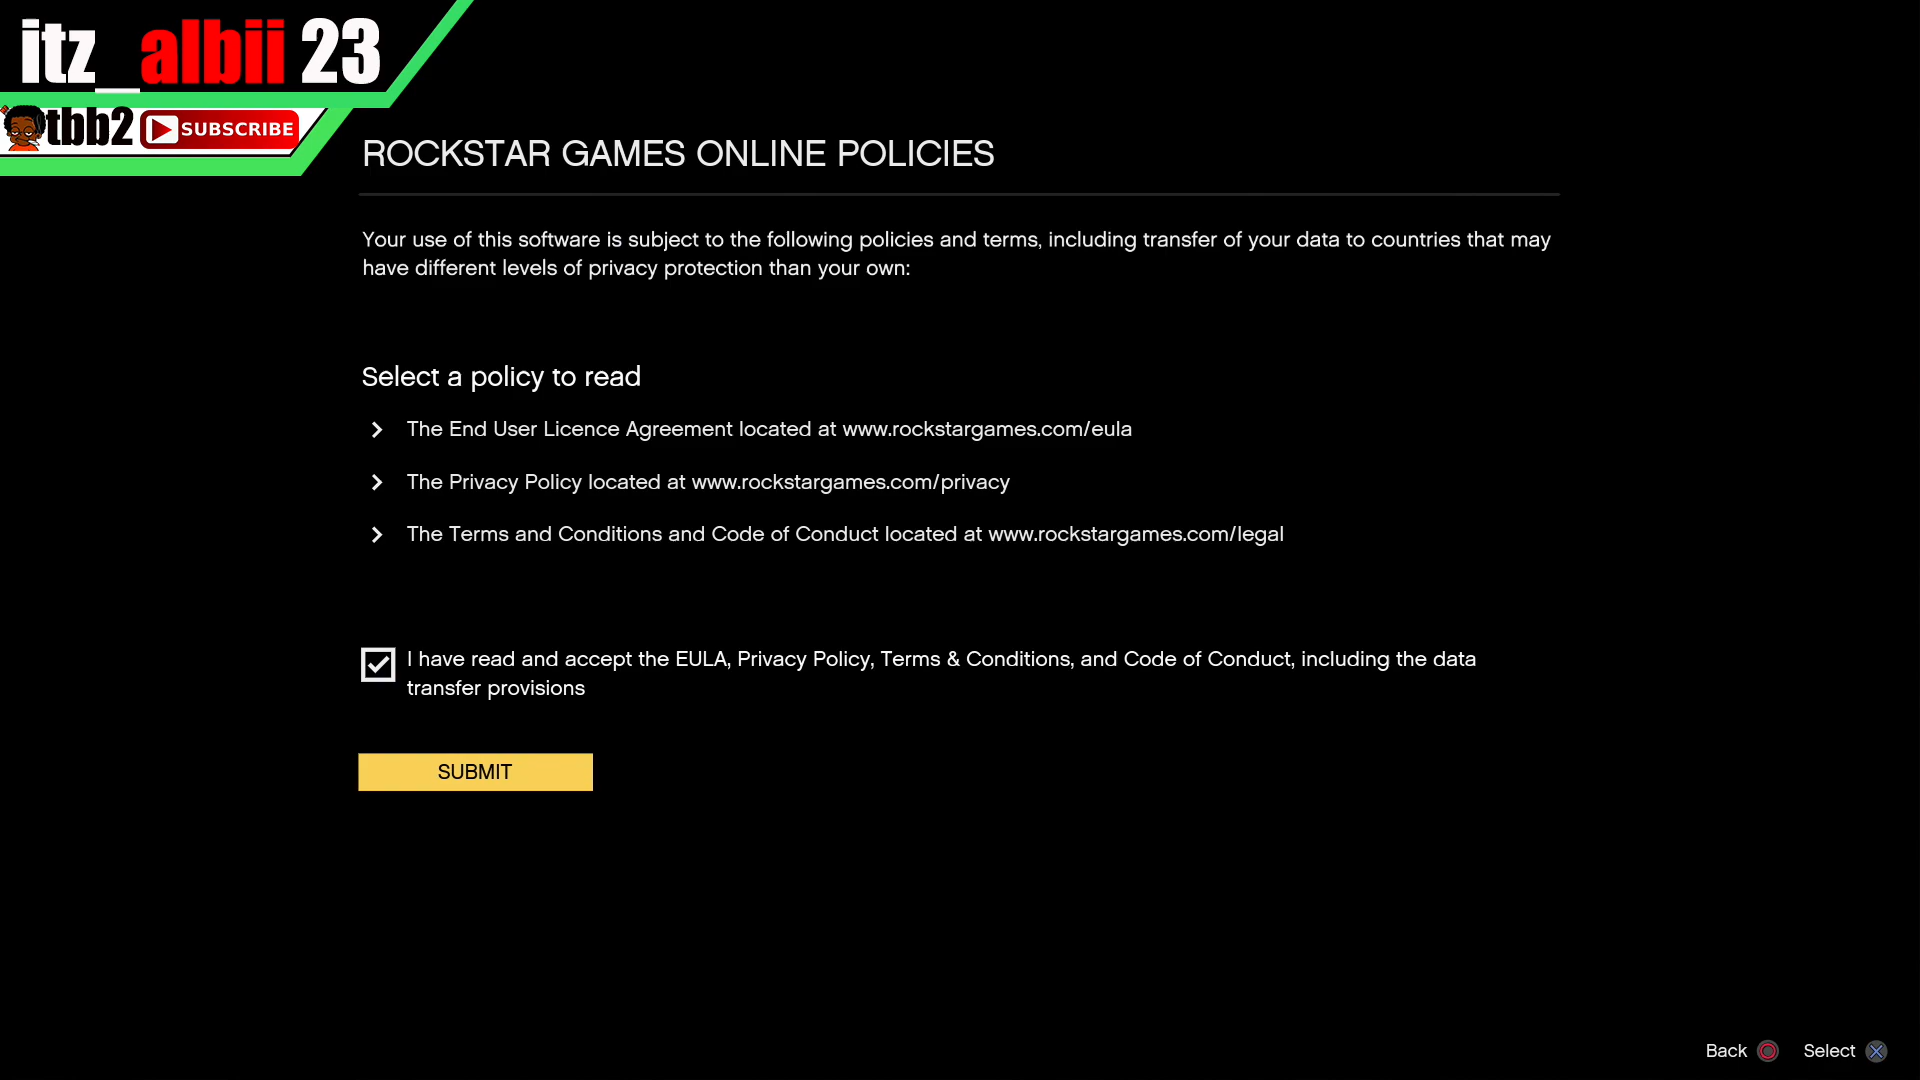 itz_albii 23
tbb2 SUBSCRIBE
ROCKSTAR GAMES ONLINE POLICIES
Your use of this software is subject to the following policies and terms, including transfer of your data to countries that may
have different levels of privacy protection than your own:
Select a policy to read
The End User Licence Agreement located at www.rockstargames.com/eula
The Privacy Policy located at www.rockstargames.com/privacy
The Terms and Conditions and Code of Conduct located at www.rockstargames.com/legal
I have read and accept the EULA, Privacy Policy, Terms & Conditions, and Code of Conduct, including the data
transfer provisions
SUBMIT
Back Select